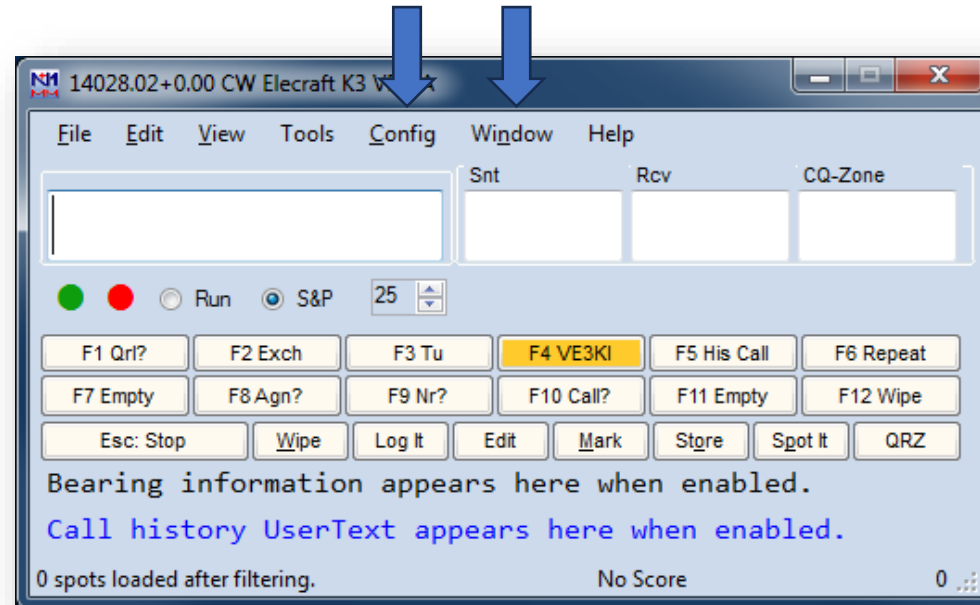 14028.02+0.00 CW Elecraft K3
File Edit View Tools Config Window Help
Snt Rcv CQ-Zone
Run S&P 25
F1 Qrl? F2 Exch F3 Tu F4 VE3KI F5 His Call F6 Repeat
F7 Empty F8 Agn? F9 Nr? F10 Call? F11 Empty F12 Wipe
Esc: Stop Wipe Log It Edit Mark Store Spot It QRZ
Bearing information appears here when enabled.
Call history UserText appears here when enabled.
0 spots loaded after filtering. No Score 0